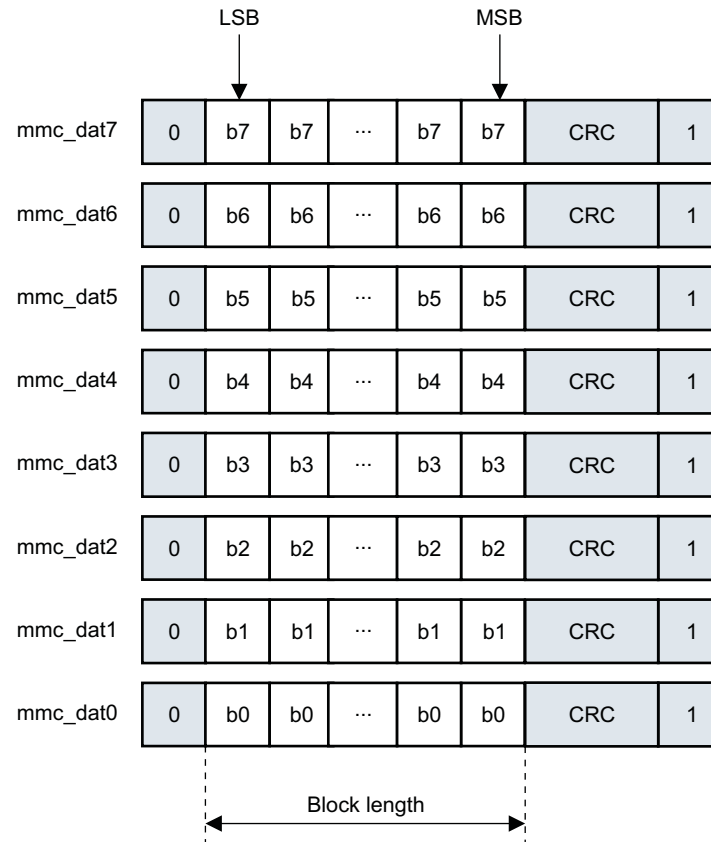 LSB MSB
mmc_dat7 0 b7 b7 ... b7 b7 CRC 1
mmc_dat6 0 b6 b6 ... b6 b6 CRC 1
mmc_dat5 0 b5 b5 ... b5 b5 CRC 1
mmc_dat4 0 b4 b4 ... b4 b4 CRC 1
mmc_dat3 0 b3 b3 ... b3 b3 CRC 1
mmc_dat2 0 b2 b2 ... b2 b2 CRC 1
mmc_dat1 0 b1 b1 ... b1 b1 CRC 1
mmc_dat0 0 b0 b0 ... b0 b0 CRC 1
Block length